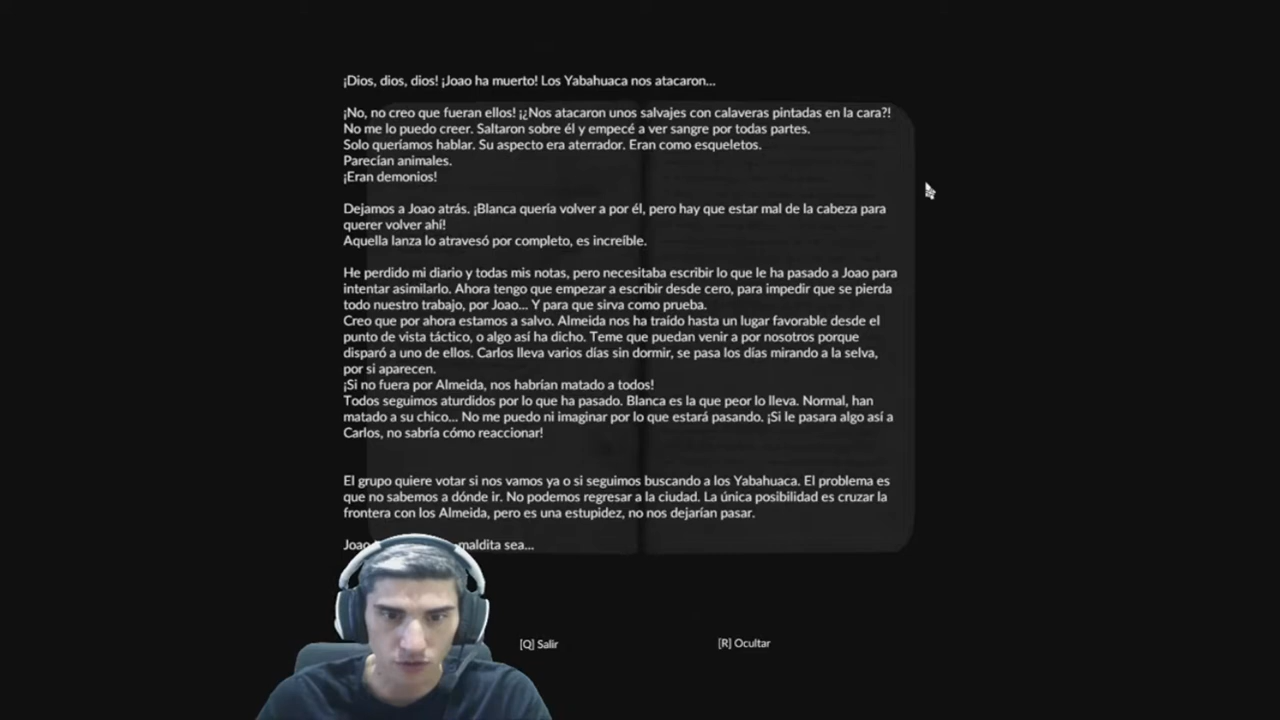 ¡Dios, dios, dios! ¡Joao ha muerto! Los Yabahuaca nos atacaron...
¡No, no creo que fueran ellos! ¡¿Nos atacaron unos salvajes con calaveras pintadas en la cara?!
No me lo puedo creer. Saltaron sobre él y empecé a ver sangre por todas partes.
Solo queríamos hablar. Su aspecto era aterrador. Eran como esqueletos.
Parecían animales.
¡Eran demonios!
Dejamos a Joao atrás. ¡Blanca quería volver a por él, pero hay que estar mal de la cabeza para
querer volver ahí!
Aquella lanza lo atravesó por completo, es increíble.
He perdido mi diario y todas mis notas, pero necesitaba escribir lo que le ha pasado a Joao para
intentar asimilarlo. Ahora tengo que empezar a escribir desde cero, para impedir que se pierda
todo nuestro trabajo, por Joao... Y para que sirva como prueba.
Creo que por ahora estamos a salvo. Almeida nos ha traído hasta un lugar favorable desde el
punto de vista táctico, o algo así ha dicho. Teme que puedan venir a por nosotros porque
disparó a uno de ellos. Carlos lleva varios días sin dormir, se pasa los días mirando a la selva,
por si aparecen.
¡Si no fuera por Almeida, nos habrían matado a todos!
Todos seguimos aturdidos por lo que ha pasado. Blanca es la que peor lo lleva. Normal, han
matado a su chico... No me puedo ni imaginar por lo que estará pasando. ¡Si le pasara algo así a
Carlos, no sabría cómo reaccionar!
El grupo quiere votar si nos vamos ya o si seguimos buscando a los Yabahuaca. El problema es
que no sabemos a dónde ir. No podemos regresar a la ciudad. La única posibilidad es cruzar la
frontera con los Almeida, pero es una estupidez, no nos dejarían pasar.
Joao maldita sea...
[Q] Salir
[R] Ocultar